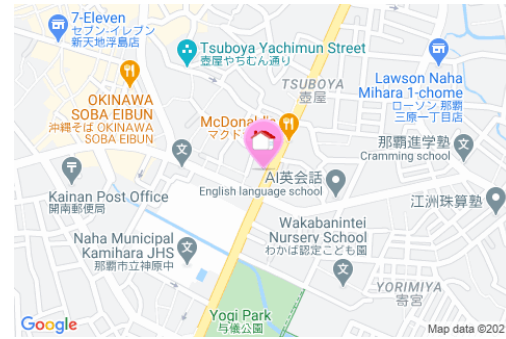 7-Eleven
セブン-イレブン
新天地浮島店
Tsuboya Yachimun Street
壺屋やちむん通り
TSUBOYA
壺屋
Lawson Naha
Mihara 1-chome
ローソン 那覇
三原一丁目店
OKINAWA
SOBA EIBUN
沖縄そば OKINAWA
SOBA EIBUN
McDonald's
マクド
那覇進学塾
Cramming school
AI英会話
English language school
江洲珠算塾
Kainan Post Office
開南郵便局
Wakabanintei
Nursery School
わかば認定こども園
Naha Municipal
Kamihara JHS
那覇市立神原中
YORIMIYA
寄宮
Yogi Park
与儀公園
文
文
文
文
Google
Map data ©202